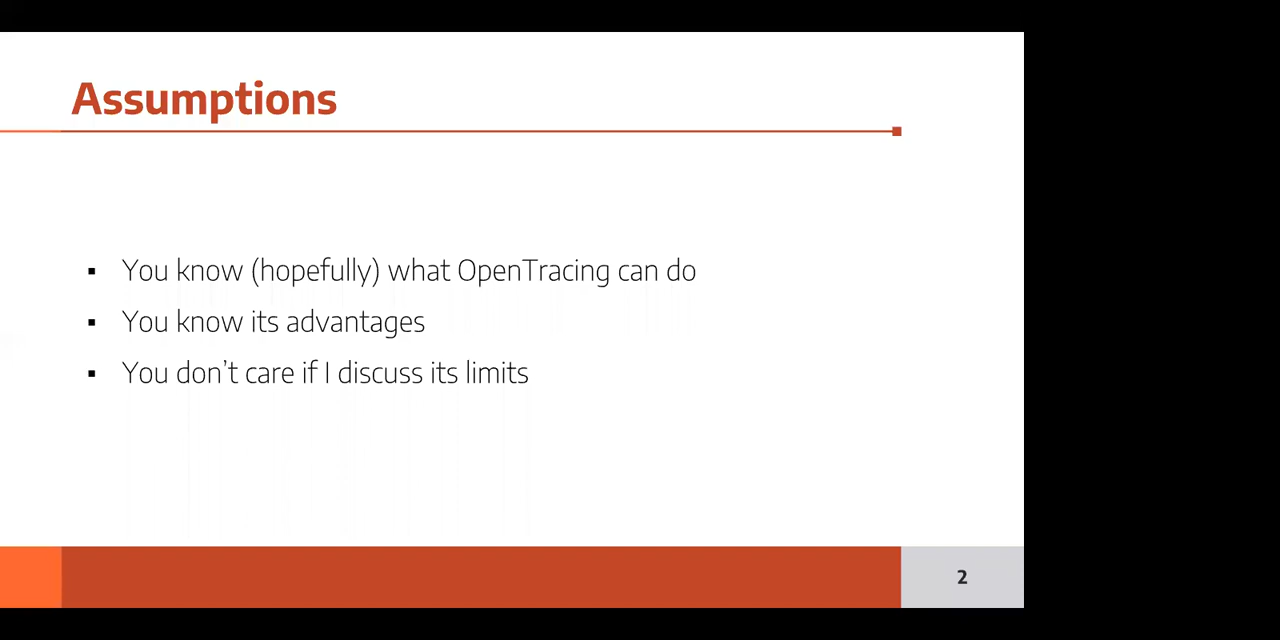 Assumptions
▪ You know (hopefully) what OpenTracing can do
▪ You know its advantages
▪ You don’t care if I discuss its limits
2